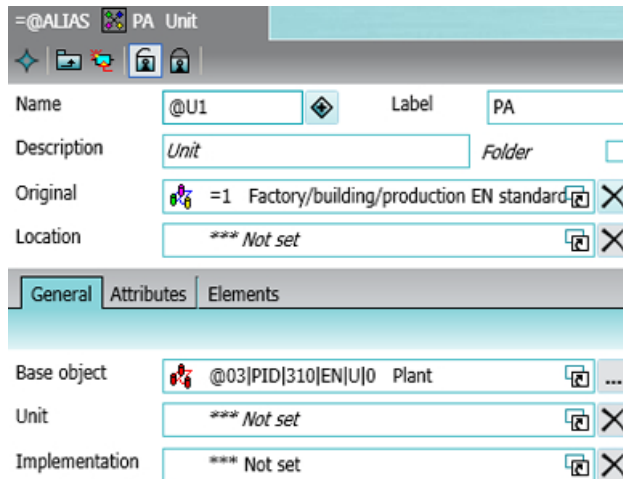 =@ALIAS PA Unit
Name @U1 Label PA
Description Unit Folder
Original =1 Factory/building/production EN standard
Location *** Not set
General Attributes Elements
Base object @03|PID|310|EN|U|0 Plant ...
Unit *** Not set
Implementation *** Not set